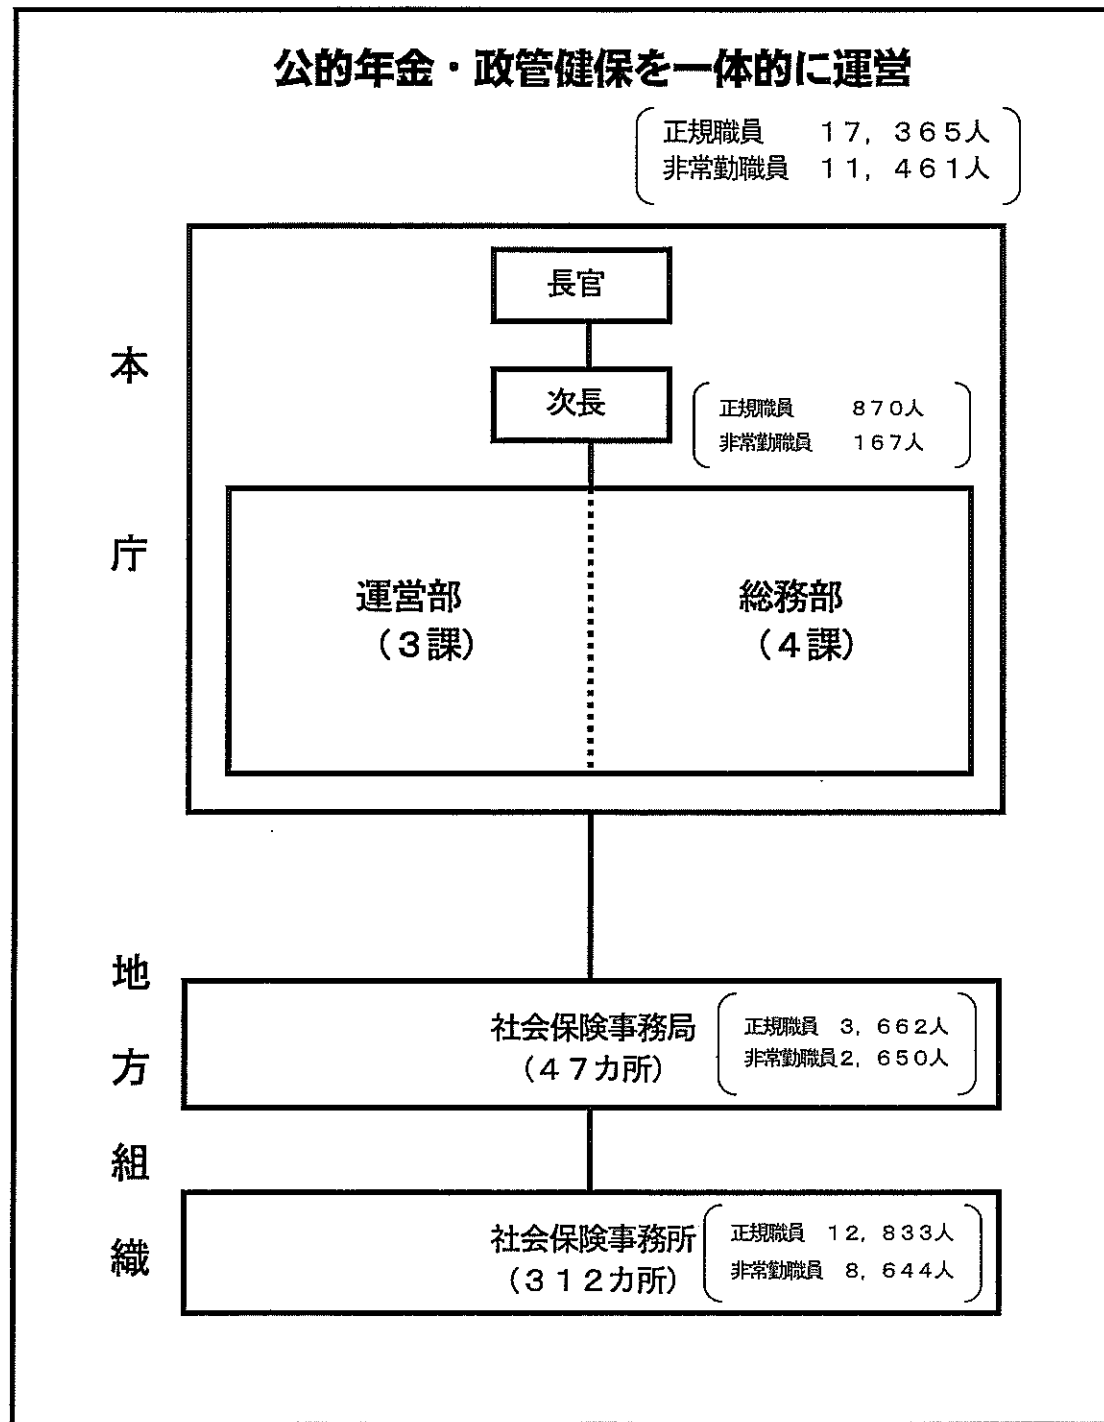 公的年金・政管健保を一体的に運営
正規職員　１７，３６５人
非常勤職員　１１，４６１人
本庁
長官
次長
正規職員　８７０人
非常勤職員　１６７人
運営部
（３課）
総務部
（４課）
地方組織
社会保険事務局
（４７カ所）
正規職員　３，６６２人
非常勤職員２，６５０人
社会保険事務所
（３１２カ所）
正規職員　１２，８３３人
非常勤職員　８，６４４人